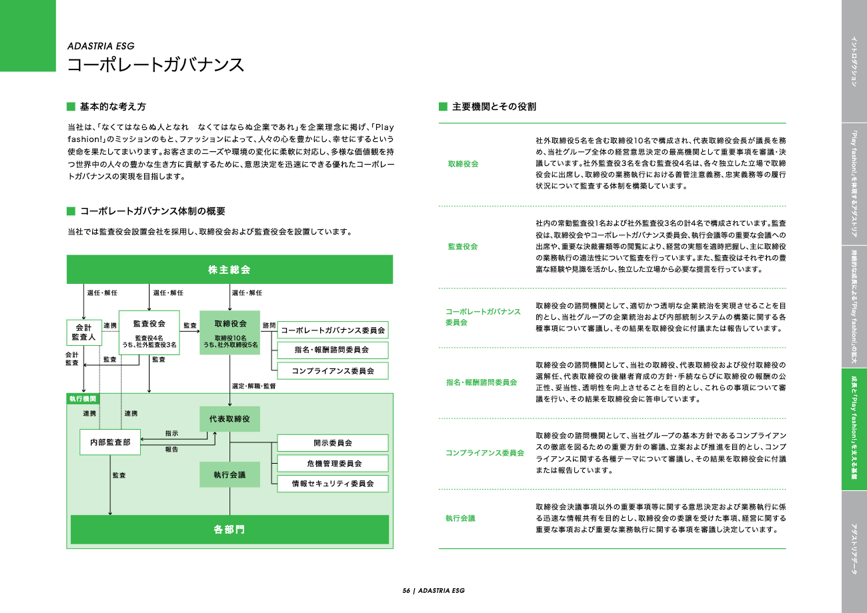 ADASTRIA ESG
コーポレートガバナンス
基本的な考え方
当社は、「なくてはならぬ人となれ　なくてはならぬ企業であれ」を企業理念に掲げ、「Play
fashion!」のミッションのもと、ファッションによって、人々の心を豊かにし、幸せにするという
使命を果たしてまいります。お客さまのニーズや環境の変化に柔軟に対応し、多様な価値観を持
つ世界中の人々の豊かな生き方に貢献するために、意思決定を迅速にできる優れたコーポレー
トガバナンスの実現を目指します。
コーポレートガバナンス体制の概要
当社では監査役会設置会社を採用し、取締役会および監査役会を設置しています。
株主総会
選任・解任
選任・解任
選任・解任
会計
監査人
連携
監査役会
監査役4名
うち、社外監査役3名
監査
取締役会
取締役10名
うち、社外取締役5名
諮問
コーポレートガバナンス委員会
指名・報酬諮問委員会
コンプライアンス委員会
会計
監査
監査
監査
選定・解職・監督
執行機関
連携
連携
代表取締役
内部監査部
指示
報告
開示委員会
危機管理委員会
情報セキュリティ委員会
監査
執行会議
各部門
主要機関とその役割
取締役会
社外取締役5名を含む取締役10名で構成され、代表取締役会長が議長を務
め、当社グループ全体の経営意思決定の最高機関として重要事項を審議・決
議しています。社外監査役3名を含む監査役4名は、各々独立した立場で取締
役会に出席し、取締役の業務執行における善管注意義務、忠実義務等の履行
状況について監査する体制を構築しています。
監査役会
社内の常勤監査役1名および社外監査役3名の計4名で構成されています。監査
役は、取締役会やコーポレートガバナンス委員会、執行会議等の重要な会議への
出席や、重要な決裁書類等の閲覧により、経営の実態を適時把握し、主に取締役
の業務執行の適法性について監査を行っています。また、監査役はそれぞれの豊
富な経験や見識を活かし、独立した立場から必要な提言を行っています。
コーポレートガバナンス
委員会
取締役会の諮問機関として、適切かつ透明な企業統治を実現させることを目
的とし、当社グループの企業統治および内部統制システムの構築に関する各
種事項について審議し、その結果を取締役会に付議または報告しています。
指名・報酬諮問委員会
取締役会の諮問機関として、当社の取締役、代表取締役および役付取締役の
選解任、代表取締役の後継者育成の方針・手続ならびに取締役の報酬の公
正性、妥当性、透明性を向上させることを目的とし、これらの事項について審
議を行い、その結果を取締役会に答申しています。
コンプライアンス委員会
取締役会の諮問機関として、当社グループの基本方針であるコンプライアン
スの徹底を図るための重要方針の審議、立案および推進を目的とし、コンプ
ライアンスに関する各種テーマについて審議し、その結果を取締役会に付議
または報告しています。
執行会議
取締役会決議事項以外の重要事項等に関する意思決定および業務執行に係
る迅速な情報共有を目的とし、取締役会の委譲を受けた事項、経営に関する
重要な事項および重要な業務執行に関する事項を審議し決定しています。
イントロダクション
「Play fashion!」を体現するアダストリア
持続的な成長による「Play fashion!」の拡大
成長と「Play fashion!」を支える基盤
アダストリアデータ
56 | ADASTRIA ESG